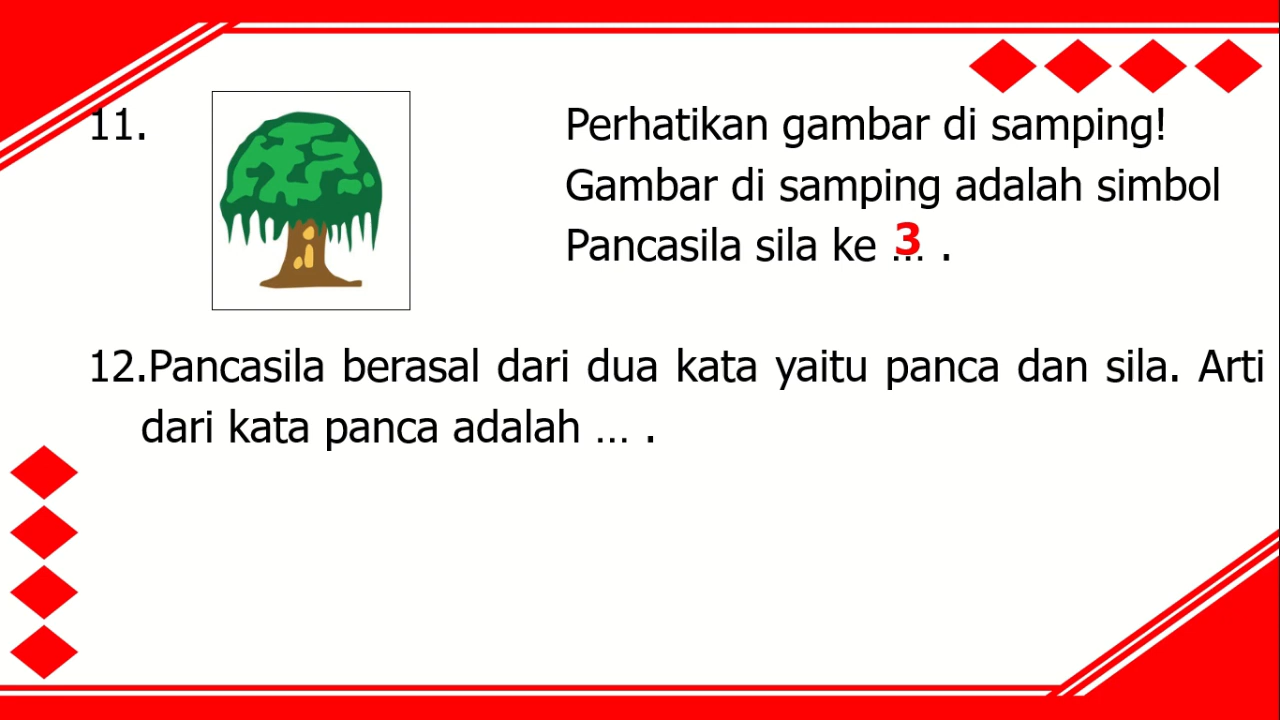 11.
Perhatikan gambar di samping!
Gambar di samping adalah simbol
Pancasila sila ke ... .
3
12.Pancasila berasal dari dua kata yaitu panca dan sila. Arti
dari kata panca adalah ... .